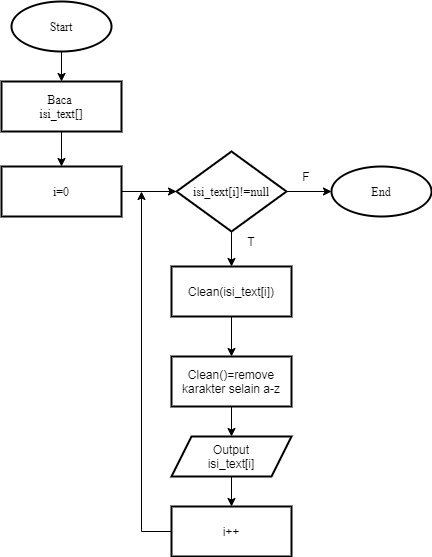 Start
Baca
isi_text[]
i=0
isi_text[i]!=null
F
End
T
Clean(isi_text[i])
Clean()=remove
karakter selain a-z
Output
isi_text[i]
i++